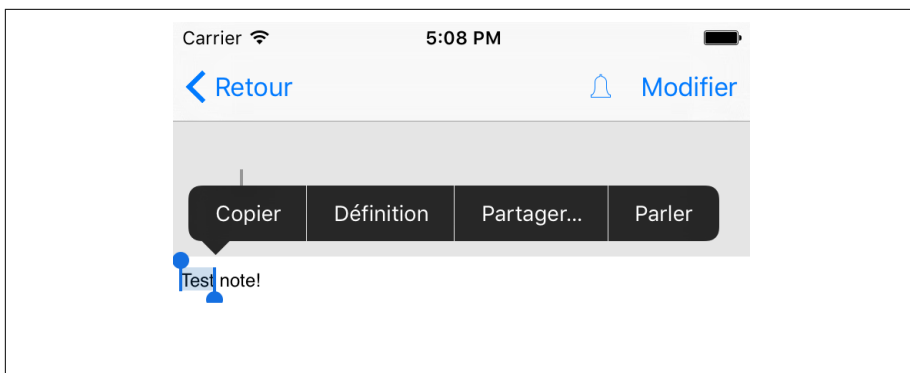 Carrier 5:08 PM
Retour Modifier
Copier Définition Partager... Parler
Test note!